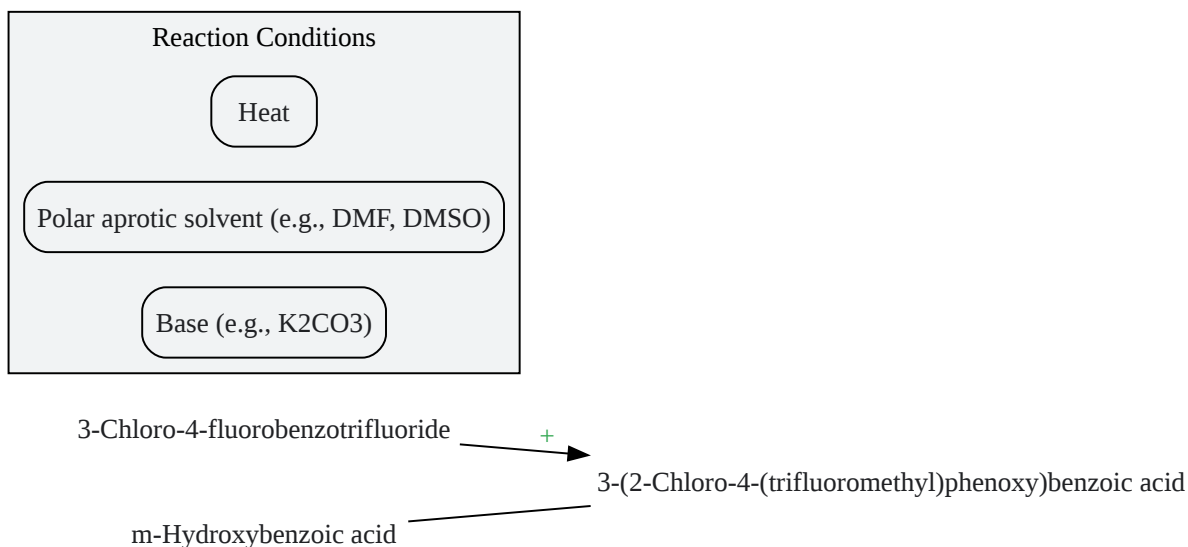 Reaction Conditions
Heat
Polar aprotic solvent (e.g., DMF, DMSO)
Base (e.g., K2CO3)
3-Chloro-4-fluorobenzotrifluoride
+
3-(2-Chloro-4-(trifluoromethyl)phenoxy)benzoic acid
m-Hydroxybenzoic acid